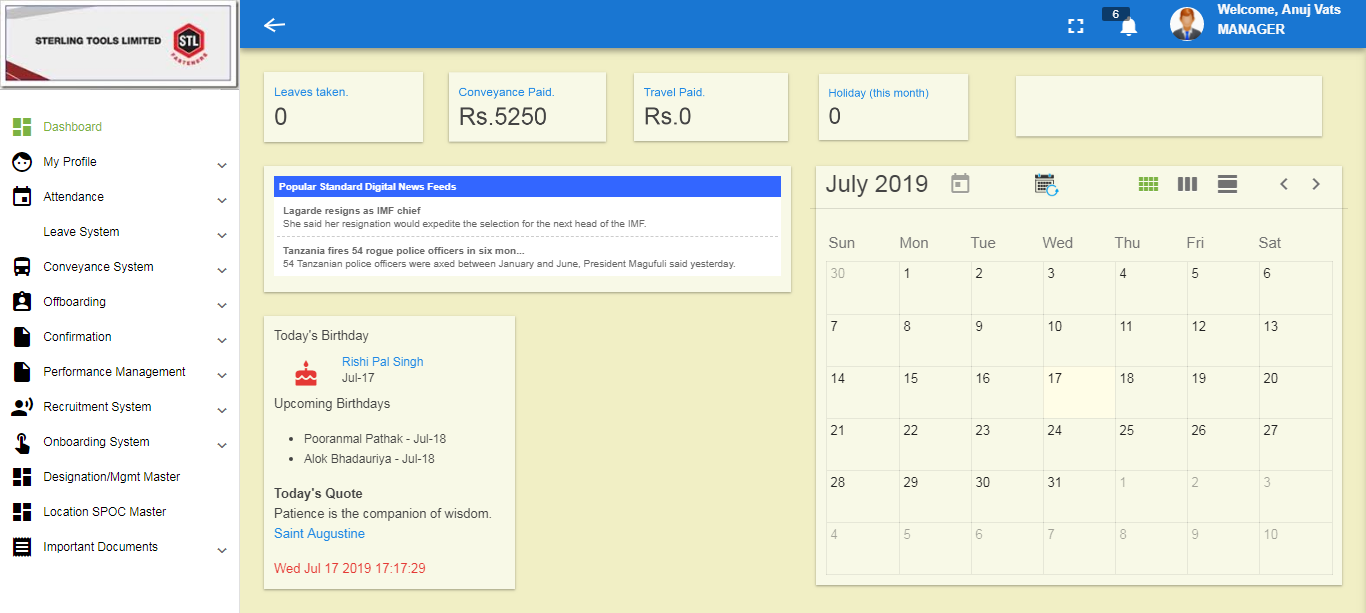 STERLING TOOLS LIMITED
STL
FASTENERS
6
Welcome, Anuj Vats
MANAGER
Dashboard
My Profile
Attendance
Leave System
Conveyance System
Offboarding
Confirmation
Performance Management
Recruitment System
Onboarding System
Designation/Mgmt Master
Location SPOC Master
Important Documents
Leaves taken.
0
Conveyance Paid.
Rs.5250
Travel Paid.
Rs.0
Holiday (this month)
0
Popular Standard Digital News Feeds
Lagarde resigns as IMF chief
She said her resignation would expedite the selection for the next head of the IMF.
Tanzania fires 54 rogue police officers in six mon...
54 Tanzanian police officers were axed between January and June, President Magufuli said yesterday.
Today's Birthday
Rishi Pal Singh
Jul-17
Upcoming Birthdays
Pooranmal Pathak - Jul-18
Alok Bhadauriya - Jul-18
Today's Quote
Patience is the companion of wisdom.
Saint Augustine
Wed Jul 17 2019 17:17:29
July 2019
Sun Mon Tue Wed Thu Fri Sat
30 1 2 3 4 5 6
7 8 9 10 11 12 13
14 15 16 17 18 19 20
21 22 23 24 25 26 27
28 29 30 31 1 2 3
4 5 6 7 8 9 10